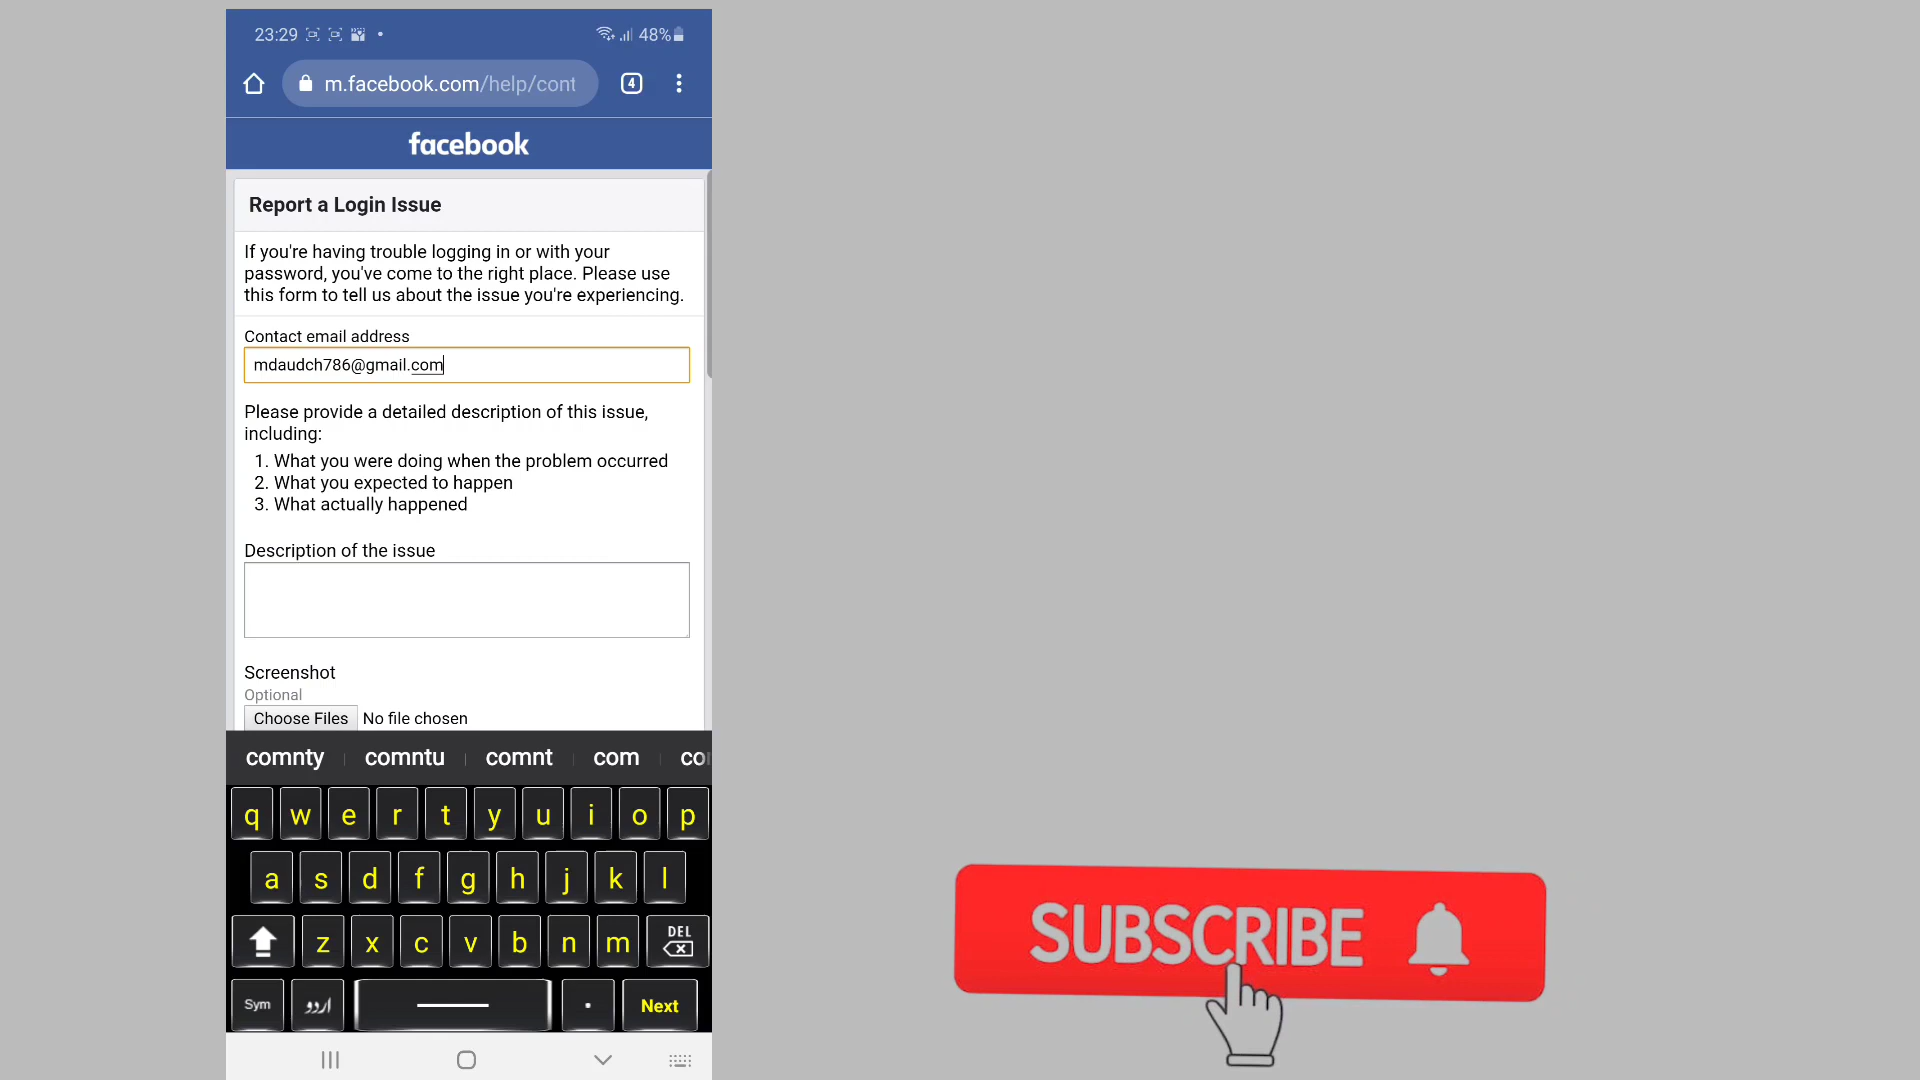 23:29
48%
4
m.facebook.com/help/cont
facebook
Report a Login Issue
If you're having trouble logging in or with your
password, you've come to the right place. Please use
this form to tell us about the issue you're experiencing.
Contact email address
mdaudch786@gmail.com
Please provide a detailed description of this issue,
including:
1. What you were doing when the problem occurred
2. What you expected to happen
3. What actually happened
Description of the issue
Screenshot
Optional
Choose Files No file chosen
comnty comntu comnt com co
q w e r t y u i o p
a s d f g h j k l
z x c v b n m DEL
Sym اردو . Next
SUBSCRIBE